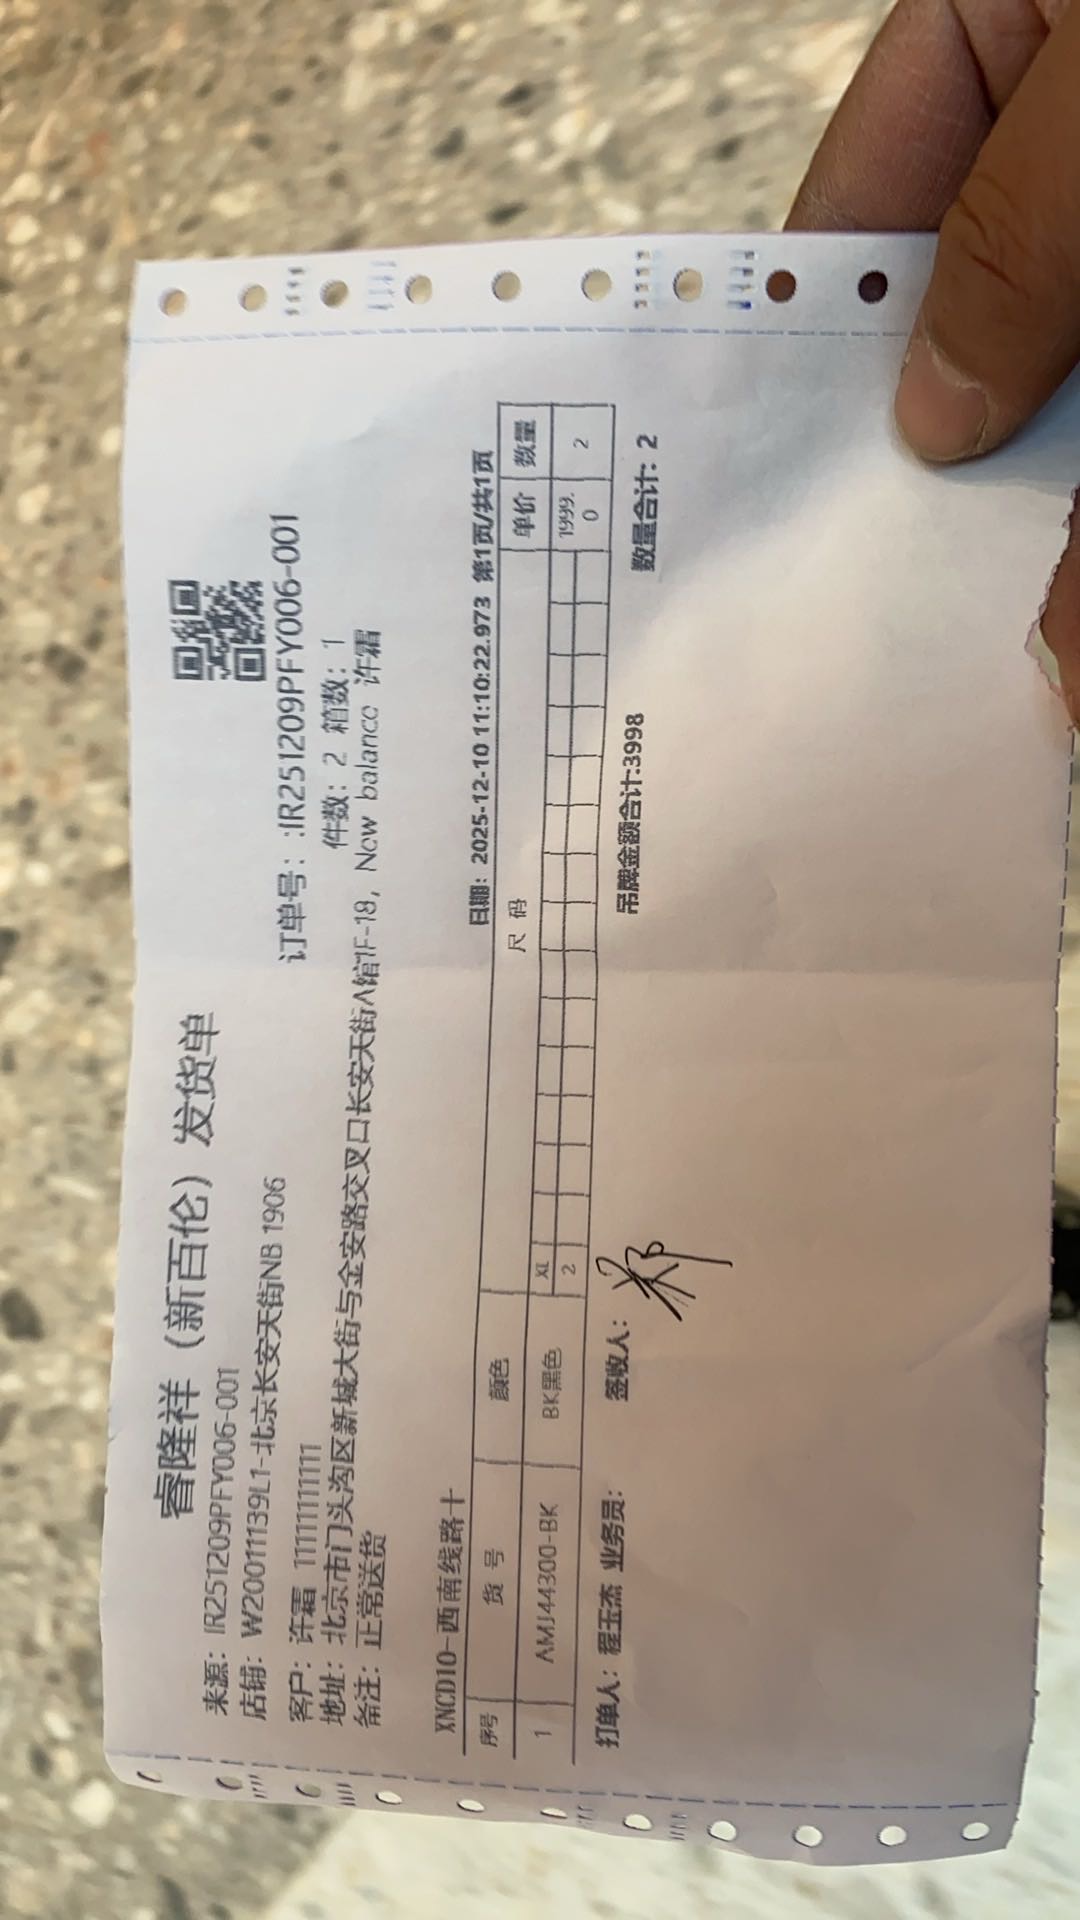 睿隆祥（新百伦）发货单
来源：IR251209PFY006-001
订单号：:IR251209PFY006-001
店铺：W20011139L1-北京长安天街NB 1906
件数：2 箱数：1
客户：许霜 11111111111
地址：北京市门头沟区新城大街与金安路交叉口长安天街A馆1F-18, New balance 许霜
备注：正常送货
XNCD10-西南线路十
日期：2025-12-10 11:10:22.973 第1页/共1页
序号 货 号 颜色 尺 码 单价 数量
1 AMJ44300-BK BK黑色 XL 2 1999.0 2
打单人：程玉杰 业务员： 签收人： 郑 吊牌金额合计:3998 数量合计：2